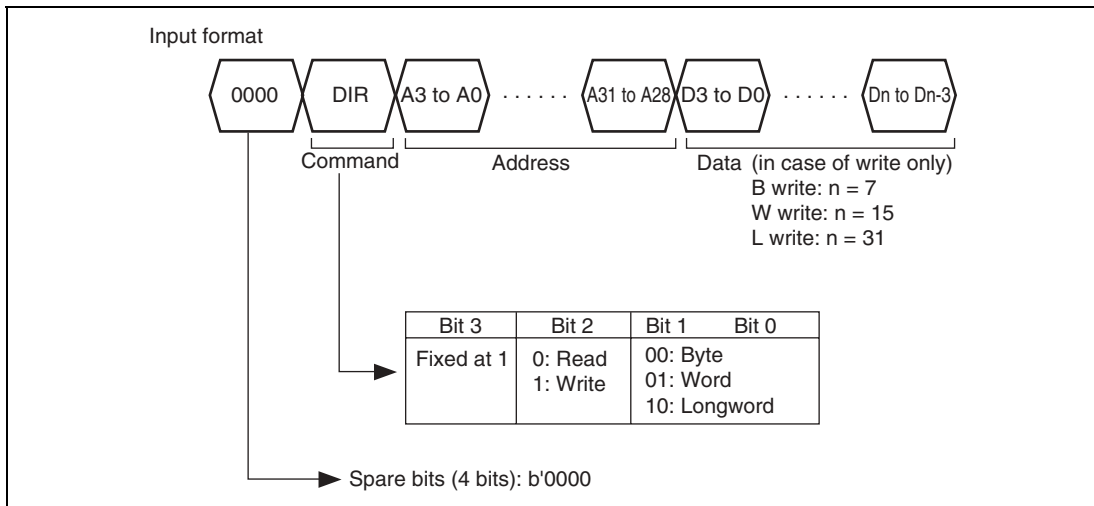 Input format
0000 DIR A3 to A0 ...... A31 to A28 D3 to D0 ...... Dn to Dn-3
Command Address Data (in case of write only)
B write: n = 7
W write: n = 15
L write: n = 31
Bit 3 Bit 2 Bit 1 Bit 0
Fixed at 1 0: Read 00: Byte
1: Write 01: Word
10: Longword
Spare bits (4 bits): b'0000